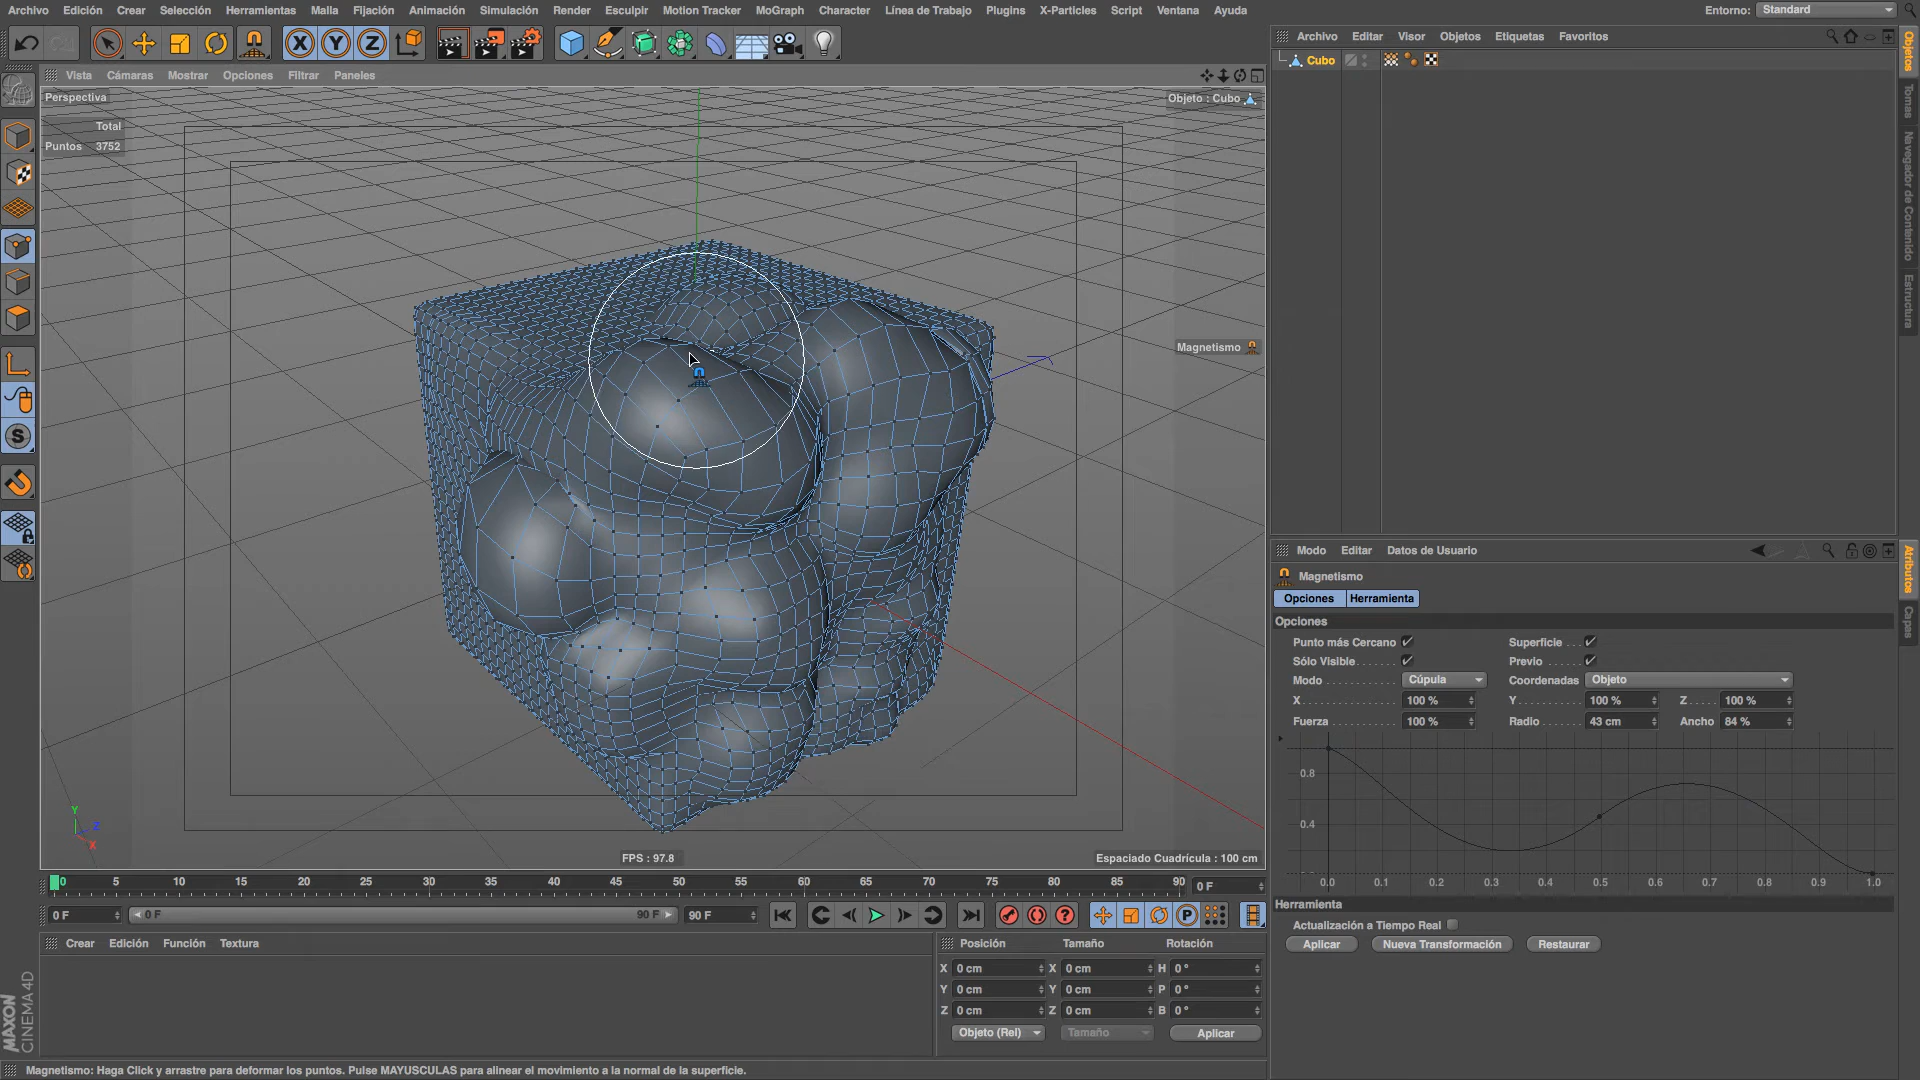 Archivo Edición Crear Selección Herramientas Malla Fijación Animación Simulación Render Esculpir Motion Tracker MoGraph Character Línea de Trabajo Plugins X-Particles Script Ventana Ayuda
Entorno: Standard
X Y Z
Archivo Editar Visor Objetos Etiquetas Favoritos
Cubo
Objetos
Tomas
Navegador de Contenido
Estructura
Vista Cámaras Mostrar Opciones Filtrar Paneles
Perspectiva
Objeto : Cubo
Total
Puntos 3752
Magnetismo
S
Y
Z
X
FPS : 97.8
Espaciado Cuadrícula : 100 cm
Modo Editar Datos de Usuario
Atributos
Capas
Magnetismo
Opciones Herramienta
Opciones
Punto más Cercano Superficie . . .
Sólo Visible. . . . . . . Previo . . . . .
Modo . . . . . . . . . . . . Cúpula Coordenadas Objeto
X. . . . . . . . . . . . . . . . 100 % Y. . . . . . . . . . 100 % Z. . . . 100 %
Fuerza . . . . . . . . . . 100 % Radio . . . . . 43 cm Ancho 84 %
0.8
0.4
0.0 0.1 0.2 0.3 0.4 0.5 0.6 0.7 0.8 0.9 1.0
Herramienta
Actualización a Tiempo Real
Aplicar Nueva Transformación Restaurar
0 5 10 15 20 25 30 35 40 45 50 55 60 65 70 75 80 85 90 0 F
0 F 0 F 90 F 90 F
? P
Crear Edición Función Textura
Posición Tamaño Rotación
X 0 cm X 0 cm H 0 °
Y 0 cm Y 0 cm P 0 °
Z 0 cm Z 0 cm B 0 °
Objeto (Rel) Tamaño Aplicar
MAXON
CINEMA 4D
Magnetismo: Haga Click y arrastre para deformar los puntos. Pulse MAYUSCULAS para alinear el movimiento a la normal de la superficie.